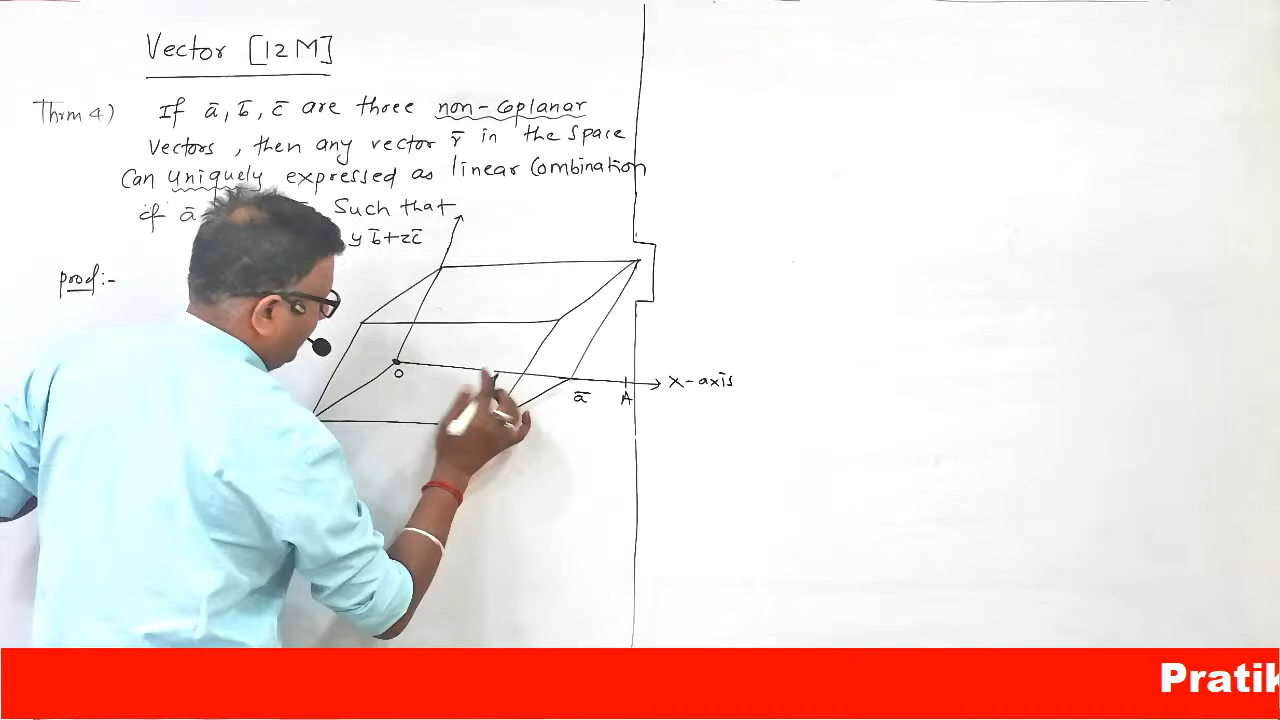 Vector [12 M]
Thrm 4) If a̅, b̅, c̅ are three non-coplanar
vectors, then any vector r̅ in the space
Can uniquely expressed as linear Combination
of a̅ Such that
y b̅+zc̅
proof:-
O
a̅ A X-axis
Pratik